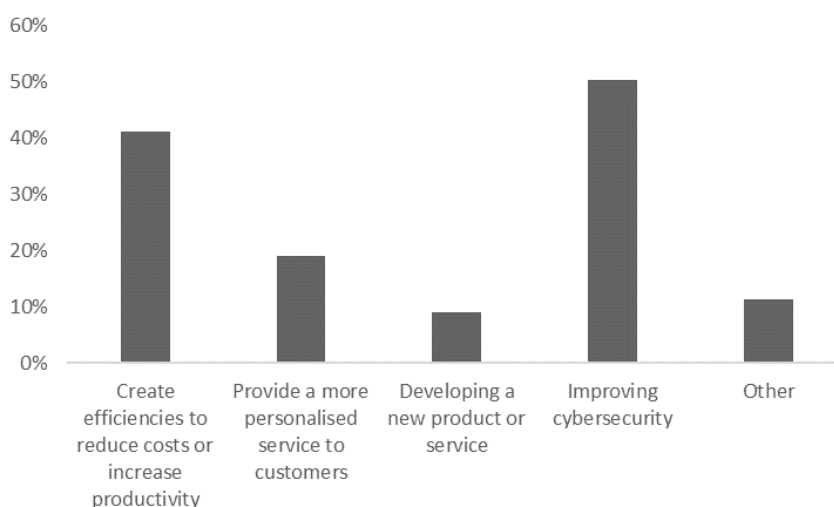 60%
50%
40%
30%
20%
10%
0%
Create
efficiencies to
reduce costs or
increase
productivity
Provide a more
personalised
service to
customers
Developing a
new product or
service
Improving
cybersecurity
Other